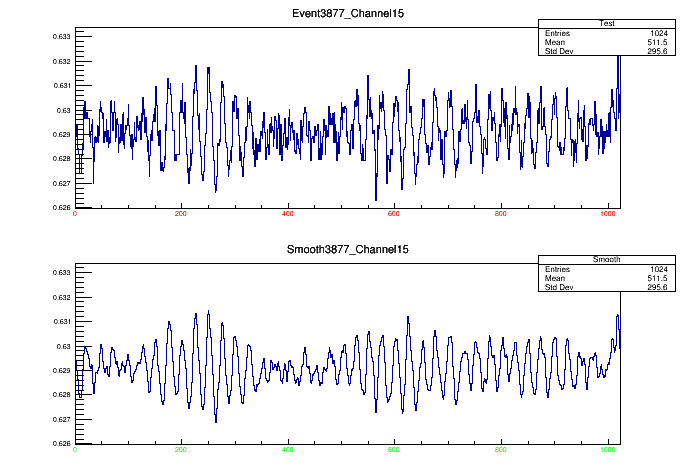 Event3877_Channel15
Test
Entries 1024
Mean 511.5
Std Dev 295.6
0.633
0.632
0.631
0.63
0.629
0.628
0.627
0.626
0 200 400 600 800 1000
Smooth3877_Channel15
Smooth
Entries 1024
Mean 511.5
Std Dev 295.6
0.633
0.632
0.631
0.63
0.629
0.628
0.627
0.626
0 200 400 600 800 1000